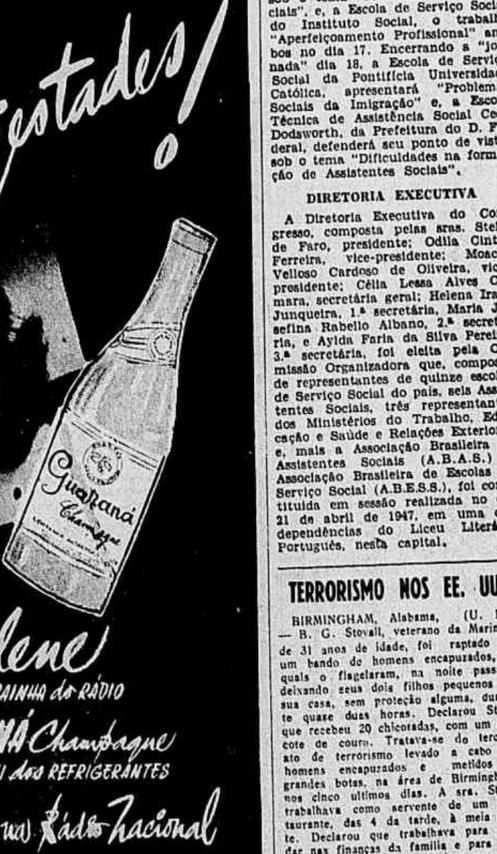 estades!
Guaraná
Champagne
lene
RAINHA do RÁDIO
NÁ Champagne
I dos REFRIGERANTES
na Rádio Nacional
ciais", e, a Escola de Serviço Soci
do Instituto Social, o trabal
"Aperfeiçoamento Profissional" am
bos no dia 17. Encerrando a "jo
nada" dia 18, a Escola de Servi
Social da Pontifícia Universida
Católica, apresentará "Problem
Sociais da Imigração" e, a Esco
Técnica de Assistência Social Ce
Dodsworth, da Prefeitura do D. F
deral, defenderá seu ponto de vist
sob o tema "Dificuldades na forma
ção de Assistentes Sociais".
DIRETORIA EXECUTIVA
A Diretoria Executiva do Con
gresso, composta pelas sras. Stel
de Faro, presidente; Odila Cint
Ferreira, vice-presidente; Moac
Velloso Cardoso de Oliveira, vic
presidente; Célia Lessa Alves C
mara, secretária geral; Helena Ira
Junqueira, 1.ª secretária, Maria J
sefina Rabello Albano, 2.ª secret
ria, e Aylda Faria da Silva Perei
3.ª secretária, foi eleita pela C
missão Organizadora que, compos
de representantes de quinze escol
de Serviço Social do país, seis Ass
tentes Sociais, três representan
dos Ministérios do Trabalho, Ed
cação e Saúde e Relações Exterior
e, mais a Associação Brasileira
Assistentes Sociais (A.B.A.S.)
Associação Brasileira de Escolas
Serviço Social (A.B.E.S.S.), foi con
tituida em sessão realizada no
21 de abril de 1947, em uma d
dependências do Liceu Literá
Português, nesta capital.
TERRORISMO NOS EE. UU
BIRMINGHAM, Alabama, (U. P
— B. G. Stovall, veterano da Marin
de 31 anos de idade, foi raptado
um bando de homens encapuzados,
quais o flagelaram, na noite pass
deixando seus dois filhos pequenos
sua casa, sem proteção alguma, du
te quase duas horas. Declarou St
que recebeu 20 chicotadas, com um
cote de couro. Tratava-se do terc
ato de terrorismo levado a cabo
homens encapuzados e metidos
grandes botas, na área de Birmingh
nos cinco ultimos dias. A sra. St
trabalhava como servente de um
taurante, das 4 da tarde, à meia
te. Declarou que trabalhava para
dar nas finanças da familia e para